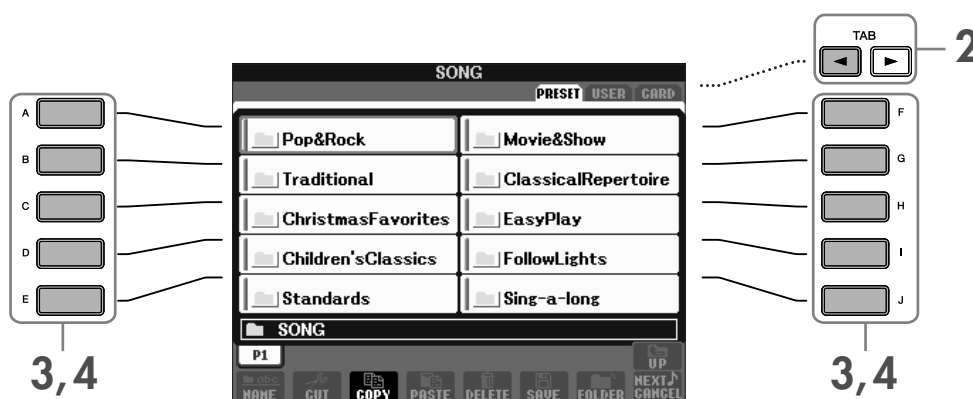 TAB
2
SONG
PRESET USER CARD
A
F
Pop&Rock
Movie&Show
B
G
Traditional
ClassicalRepertoire
C
H
ChristmasFavorites
EasyPlay
D
I
Children'sClassics
FollowLights
E
J
Standards
Sing-a-long
SONG
P1
UP
3,4
3,4
abc
NAME CUT COPY PASTE DELETE SAVE FOLDER
NEXT♪
CANCEL